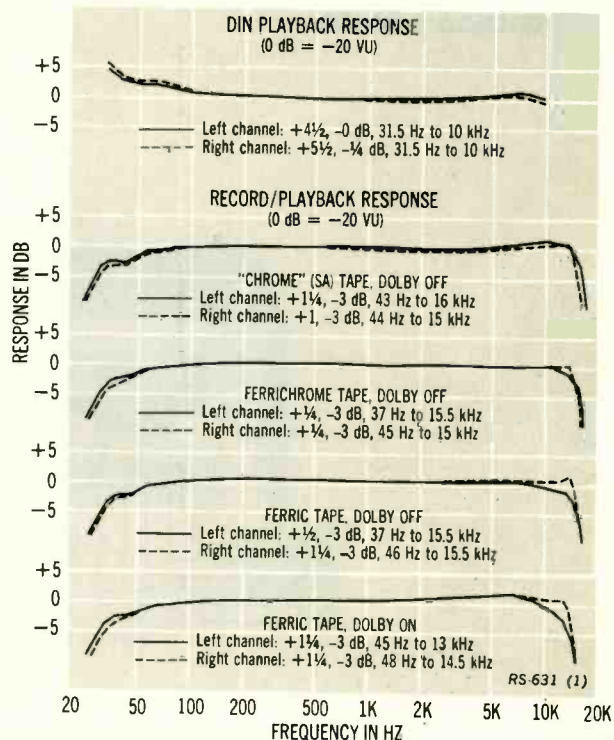 DIN PLAYBACK RESPONSE
(0 dB = −20 VU)
+5
0
−5
Left channel: +4½, −0 dB, 31.5 Hz to 10 kHz
Right channel: +5½, −¼ dB, 31.5 Hz to 10 kHz
RECORD/PLAYBACK RESPONSE
(0 dB = −20 VU)
+5
0
−5
"CHROME" (SA) TAPE, DOLBY OFF
Left channel: +1¼, −3 dB, 43 Hz to 16 kHz
Right channel: +1, −3 dB, 44 Hz to 15 kHz
+5
0
−5
FERRICHROME TAPE, DOLBY OFF
Left channel: +¼, −3 dB, 37 Hz to 15.5 kHz
Right channel: +¼, −3 dB, 45 Hz to 15 kHz
+5
0
−5
FERRIC TAPE, DOLBY OFF
Left channel: +½, −3 dB, 37 Hz to 15.5 kHz
Right channel: +1¼, −3 dB, 46 Hz to 15.5 kHz
+5
0
−5
FERRIC TAPE, DOLBY ON
Left channel: +1¼, −3 dB, 45 Hz to 13 kHz
Right channel: +1¼, −3 dB, 48 Hz to 14.5 kHz
RS-631 (1)
RESPONSE IN DB
20 50 100 200 500 1K 2K 5K 10K 20K
FREQUENCY IN HZ